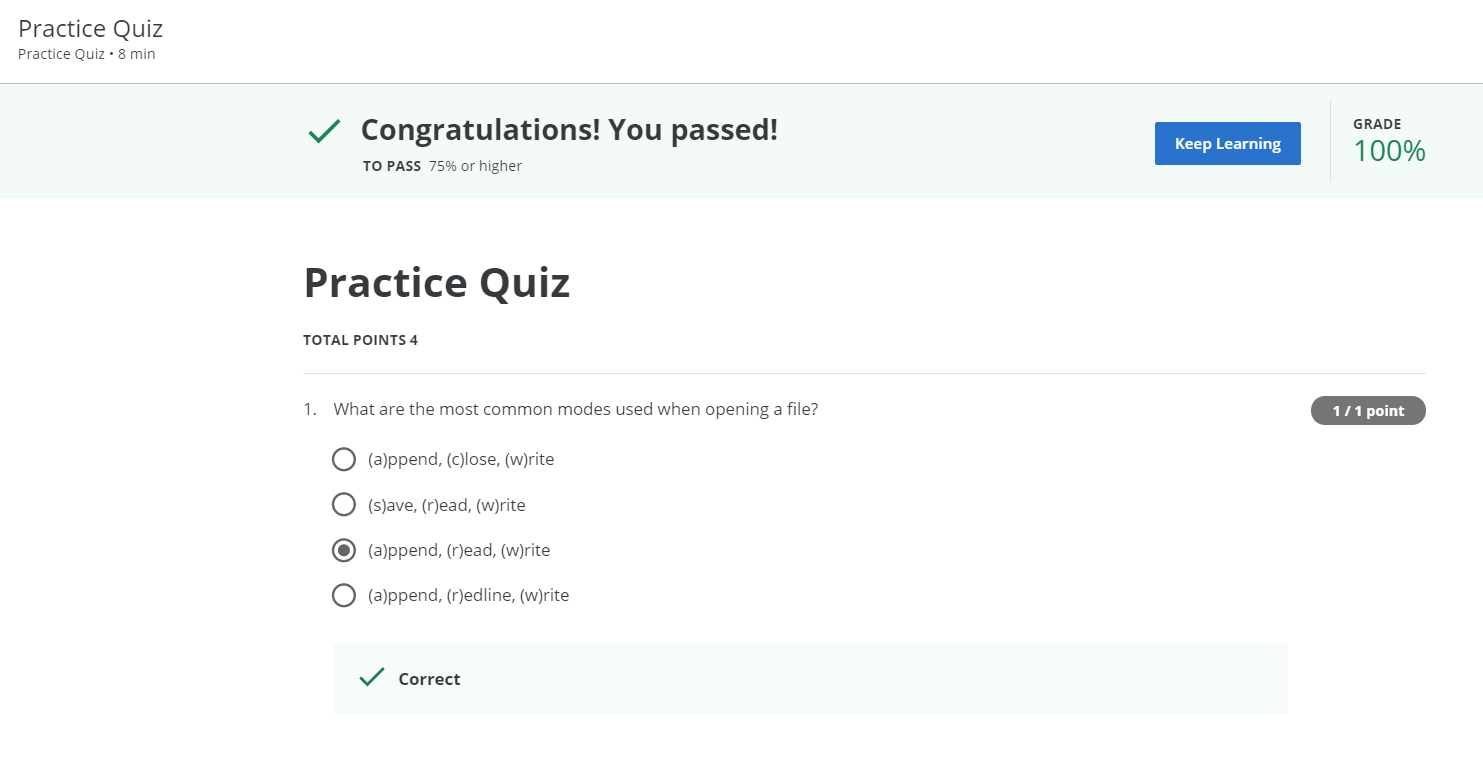 Practice Quiz
Practice Quiz • 8 min
Congratulations! You passed!
TO PASS 75% or higher
Keep Learning
GRADE
100%
Practice Quiz
TOTAL POINTS 4
1. What are the most common modes used when opening a file?
1 / 1 point
(a)ppend, (c)lose, (w)rite
(s)ave, (r)ead, (w)rite
(a)ppend, (r)ead, (w)rite
(a)ppend, (r)edline, (w)rite
Correct